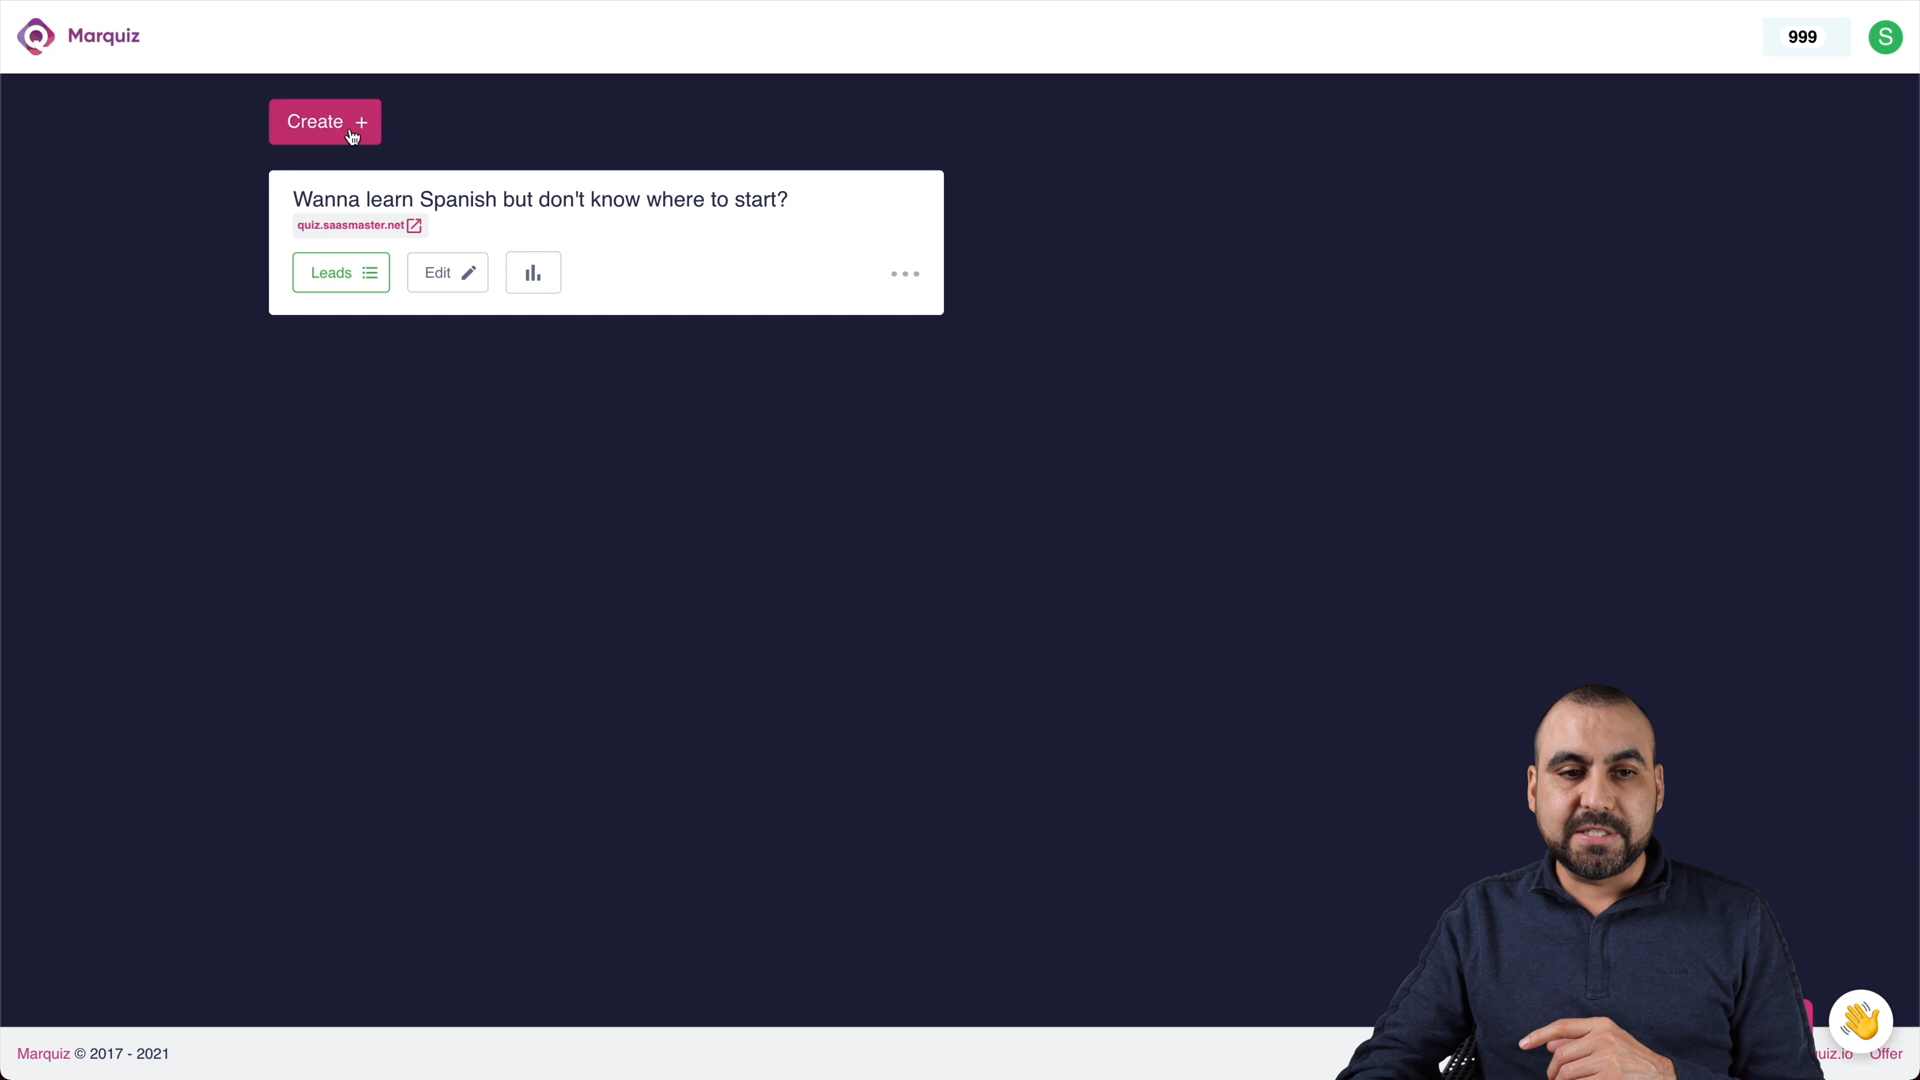 Marquiz
999
S
Create +
Wanna learn Spanish but don't know where to start?
quiz.saasmaster.net
Leads
Edit
Marquiz © 2017 - 2021
uiz.io
Offer